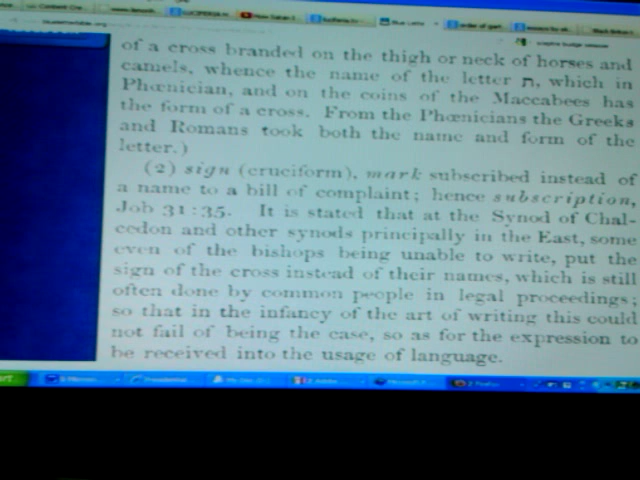 of a cross branded on the thigh or neck of horses and
camels, whence the name of the letter ת, which in
Phœnician, and on the coins of the Maccabees has
the form of a cross. From the Phœnicians the Greeks
and Romans took both the name and form of the
letter.)
(2) sign (cruciform), mark subscribed instead of
a name to a bill of complaint; hence subscription,
Job 31:35. It is stated that at the Synod of Chal-
cedon and other synods principally in the East, some
even of the bishops being unable to write, put the
sign of the cross instead of their names, which is still
often done by common people in legal proceedings;
so that in the infancy of the art of writing this could
not fail of being the case, so as for the expression to
be received into the usage of language.